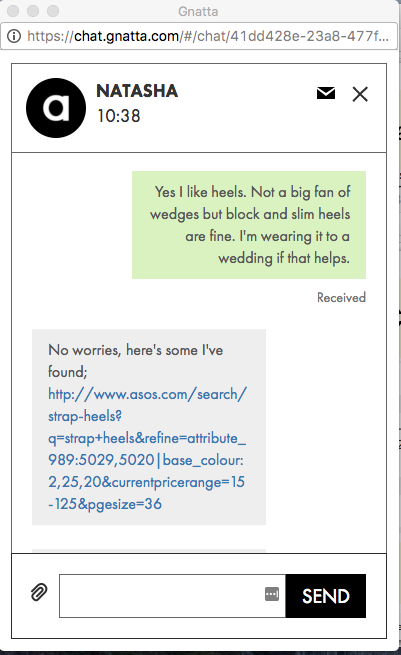 Gnatta
https://chat.gnatta.com/#/chat/41dd428e-23a8-477f...
a
NATASHA
10:38
Yes I like heels. Not a big fan of
wedges but block and slim heels
are fine. I'm wearing it to a
wedding if that helps.
Received
No worries, here's some I've
found;
http://www.asos.com/search/
strap-heels?
q=strap+heels&refine=attribute_
989:5029,5020|base_colour:
2,25,20&currentpricerange=15
-125&pgesize=36
SEND